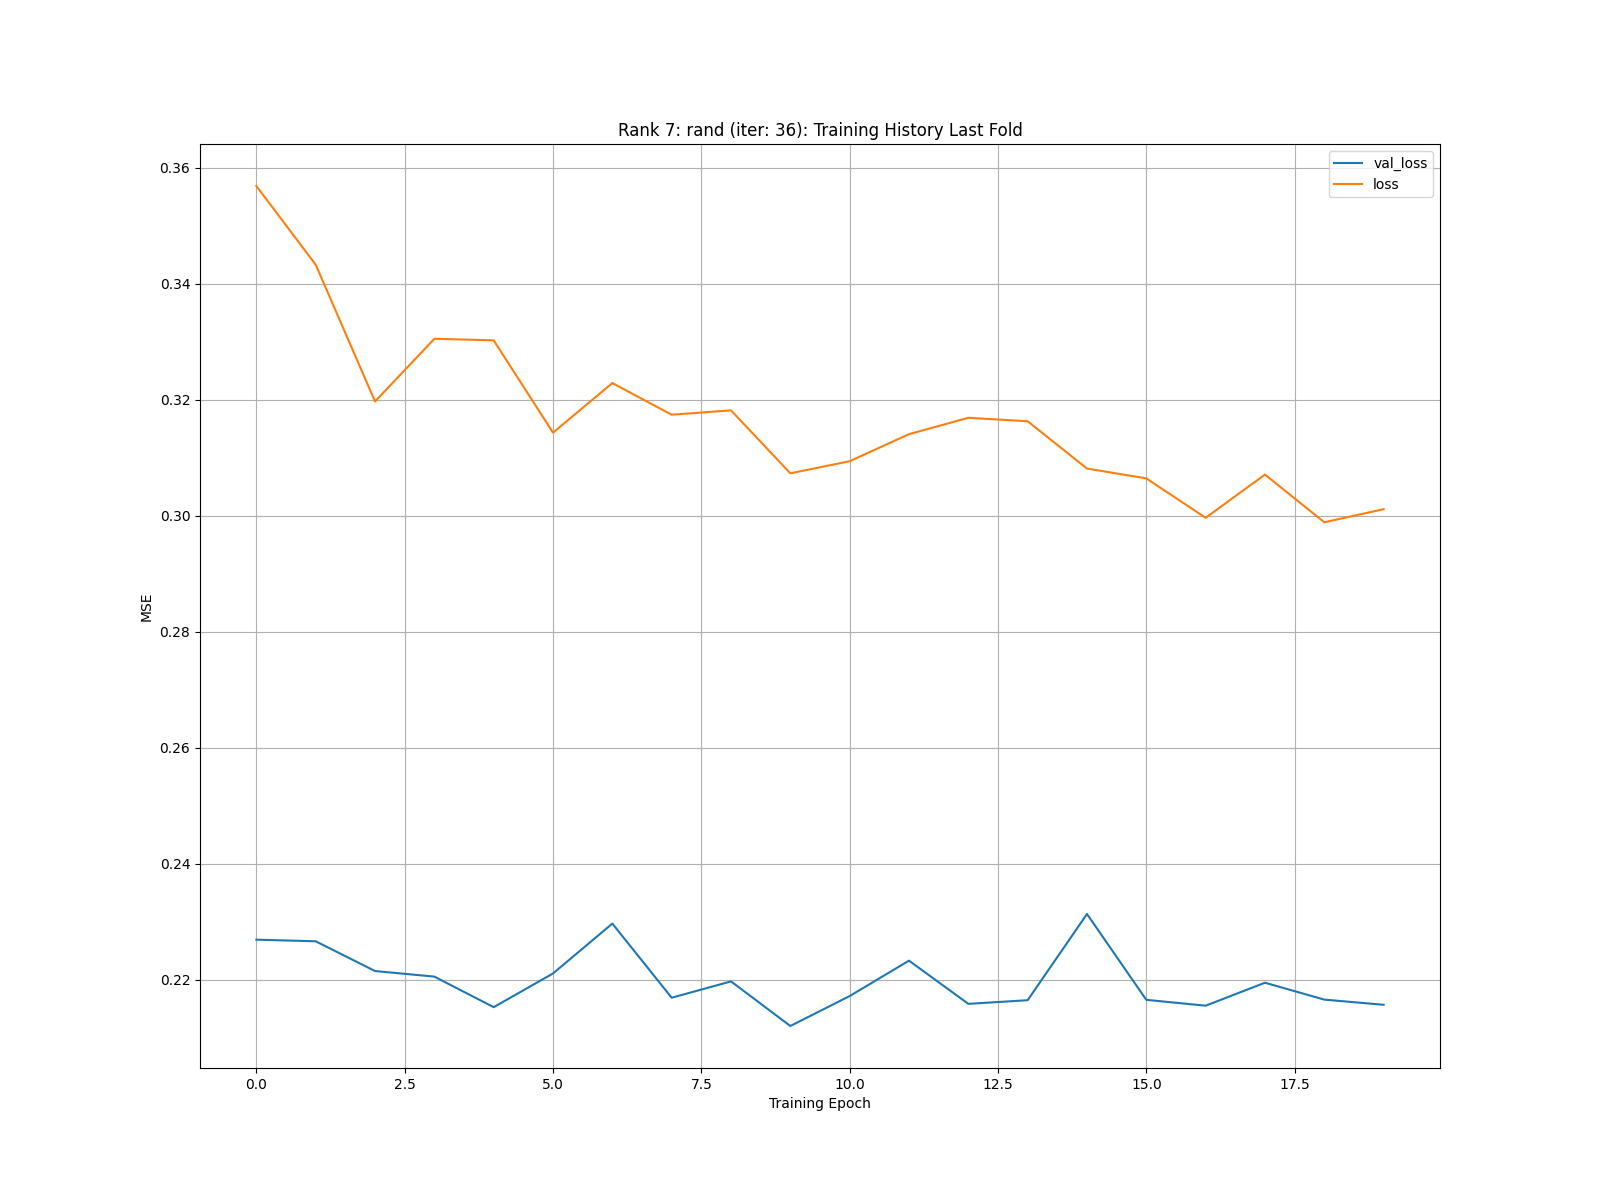 Rank 7: rand (iter: 36): Training History Last Fold
val_loss
loss
0.36
0.34
0.32
0.30
0.28
0.26
0.24
0.22
MSE
0.0 2.5 5.0 7.5 10.0 12.5 15.0 17.5
Training Epoch